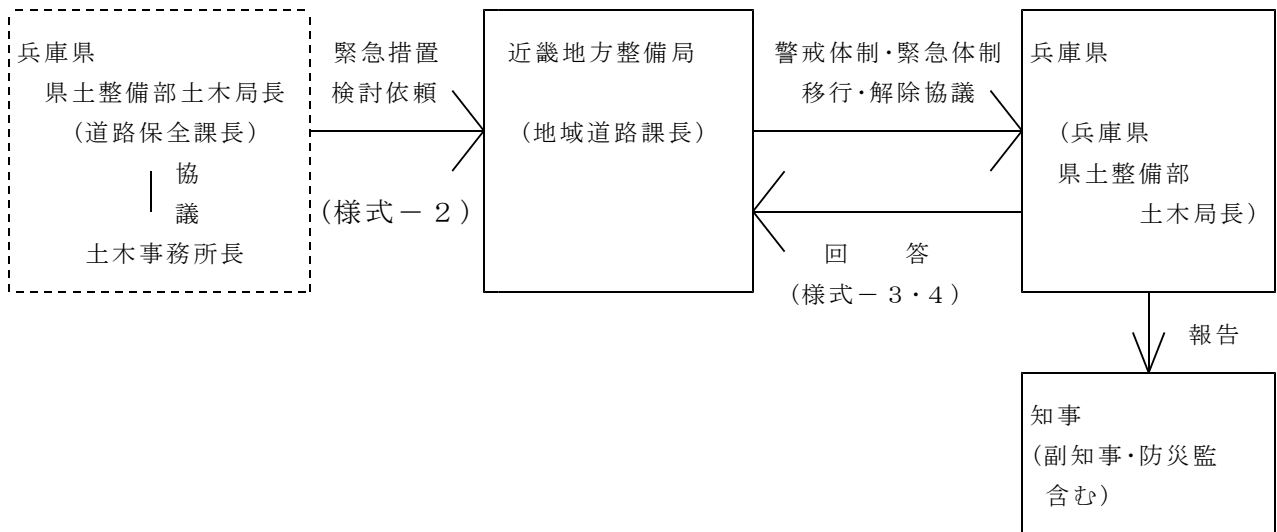 兵庫県
県土整備部土木局長
(道路保全課長)
協
議
土木事務所長
緊急措置
検討依頼
(様式－２)
近畿地方整備局
(地域道路課長)
警戒体制・緊急体制
移行・解除協議
回　　答
(様式－３・４)
兵庫県
(兵庫県
県土整備部
土木局長)
報告
知事
(副知事・防災監
含む)